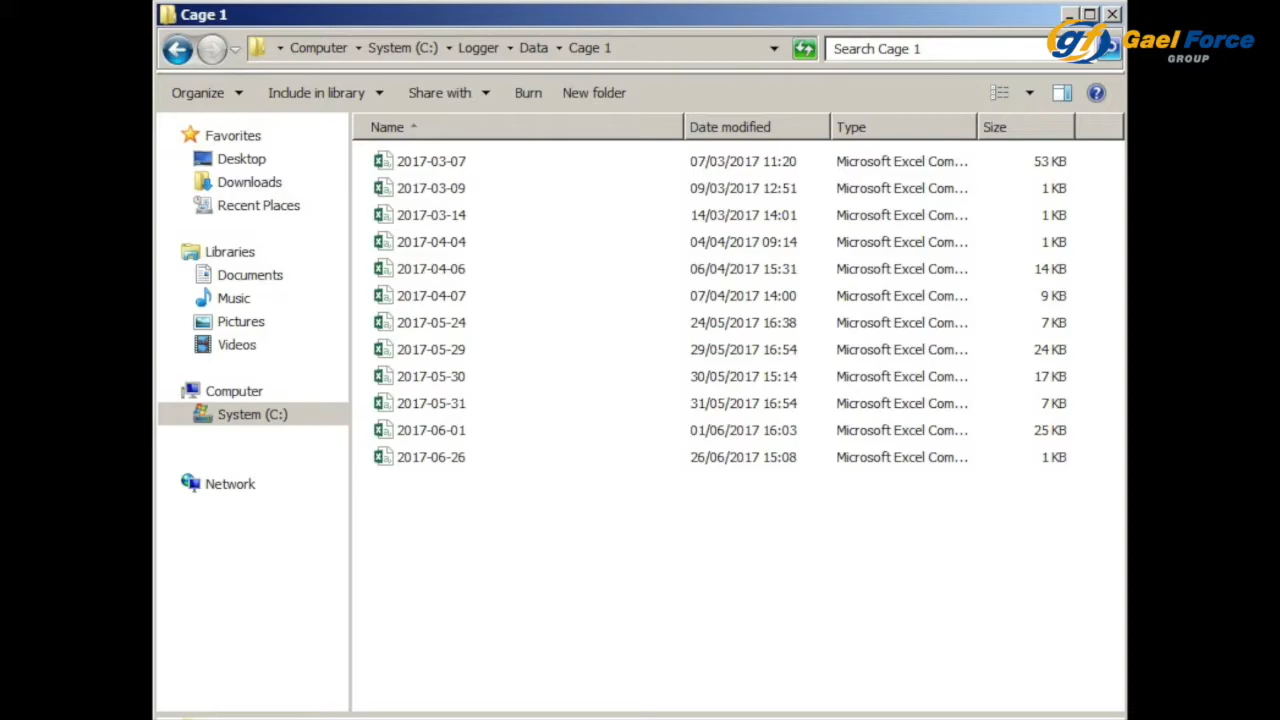 Cage 1
Gael Force
GROUP
Computer System (C:) Logger Data Cage 1
Search Cage 1
Organize Include in library Share with Burn New folder
Name Date modified Type Size
Favorites
Desktop
Downloads
Recent Places
Libraries
Documents
Music
Pictures
Videos
Computer
System (C:)
Network
2017-03-07 07/03/2017 11:20 Microsoft Excel Com... 53 KB
2017-03-09 09/03/2017 12:51 Microsoft Excel Com... 1 KB
2017-03-14 14/03/2017 14:01 Microsoft Excel Com... 1 KB
2017-04-04 04/04/2017 09:14 Microsoft Excel Com... 1 KB
2017-04-06 06/04/2017 15:31 Microsoft Excel Com... 14 KB
2017-04-07 07/04/2017 14:00 Microsoft Excel Com... 9 KB
2017-05-24 24/05/2017 16:38 Microsoft Excel Com... 7 KB
2017-05-29 29/05/2017 16:54 Microsoft Excel Com... 24 KB
2017-05-30 30/05/2017 15:14 Microsoft Excel Com... 17 KB
2017-05-31 31/05/2017 16:54 Microsoft Excel Com... 7 KB
2017-06-01 01/06/2017 16:03 Microsoft Excel Com... 25 KB
2017-06-26 26/06/2017 15:08 Microsoft Excel Com... 1 KB